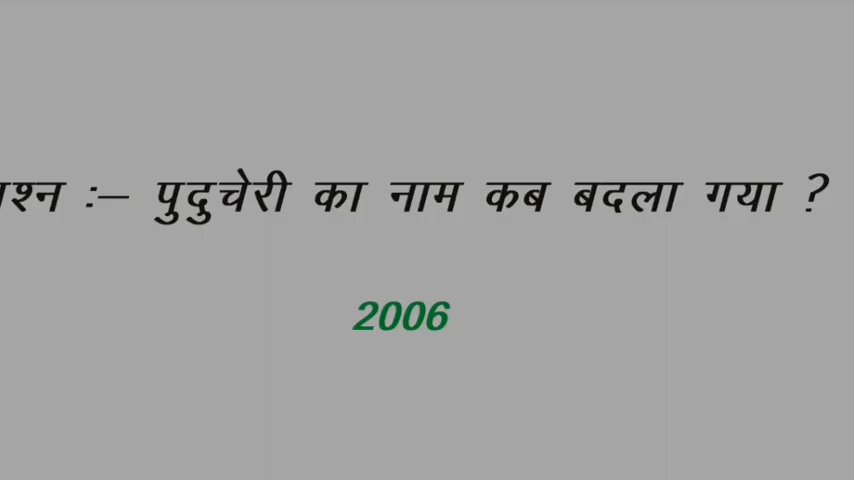 श्न :– पुदुचेरी का नाम कब बदला गया ?
2006